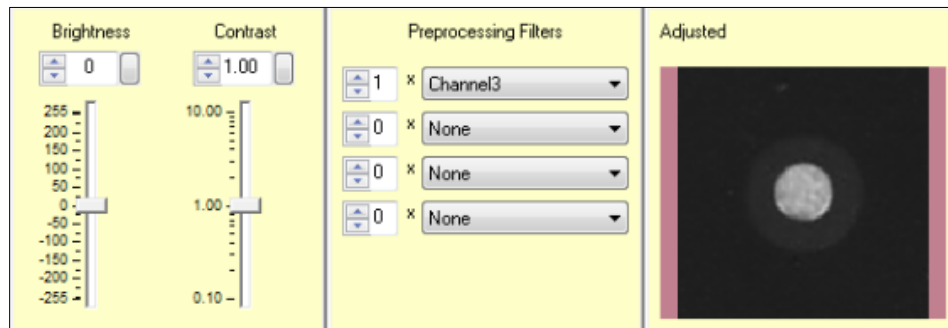 Brightness
0
255
200
150
100
50
0
-50
-100
-150
-200
-255
Contrast
1.00
10.00
1.00
0.10
Preprocessing Filters
1 x Channel3
0 x None
0 x None
0 x None
Adjusted